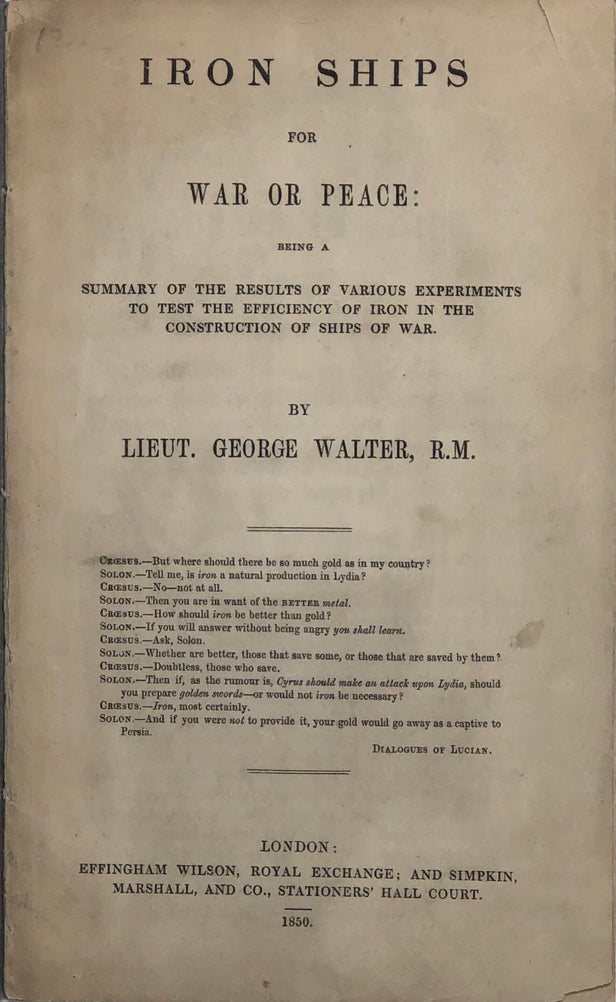 IRON SHIPS
FOR
WAR OR PEACE:
BEING A
SUMMARY OF THE RESULTS OF VARIOUS EXPERIMENTS
TO TEST THE EFFICIENCY OF IRON IN THE
CONSTRUCTION OF SHIPS OF WAR.
BY
LIEUT. GEORGE WALTER, R.M.
CRŒSUS.—But where should there be so much gold as in my country?
SOLON.—Tell me, is iron a natural production in Lydia?
CRŒSUS.—No—not at all.
SOLON.—Then you are in want of the BETTER metal.
CRŒSUS.—How should iron be better than gold?
SOLON.—If you will answer without being angry you shall learn.
CRŒSUS.—Ask, Solon.
SOLON.—Whether are better, those that save some, or those that are saved by them?
CRŒSUS.—Doubtless, those who save.
SOLON.—Then if, as the rumour is, Cyrus should make an attack upon Lydia, should
you prepare golden swords—or would not iron be necessary?
CRŒSUS.—Iron, most certainly.
SOLON.—And if you were not to provide it, your gold would go away as a captive to
Persia.
DIALOGUES OF LUCIAN.
LONDON:
EFFINGHAM WILSON, ROYAL EXCHANGE; AND SIMPKIN,
MARSHALL, AND CO., STATIONERS' HALL COURT.
1850.